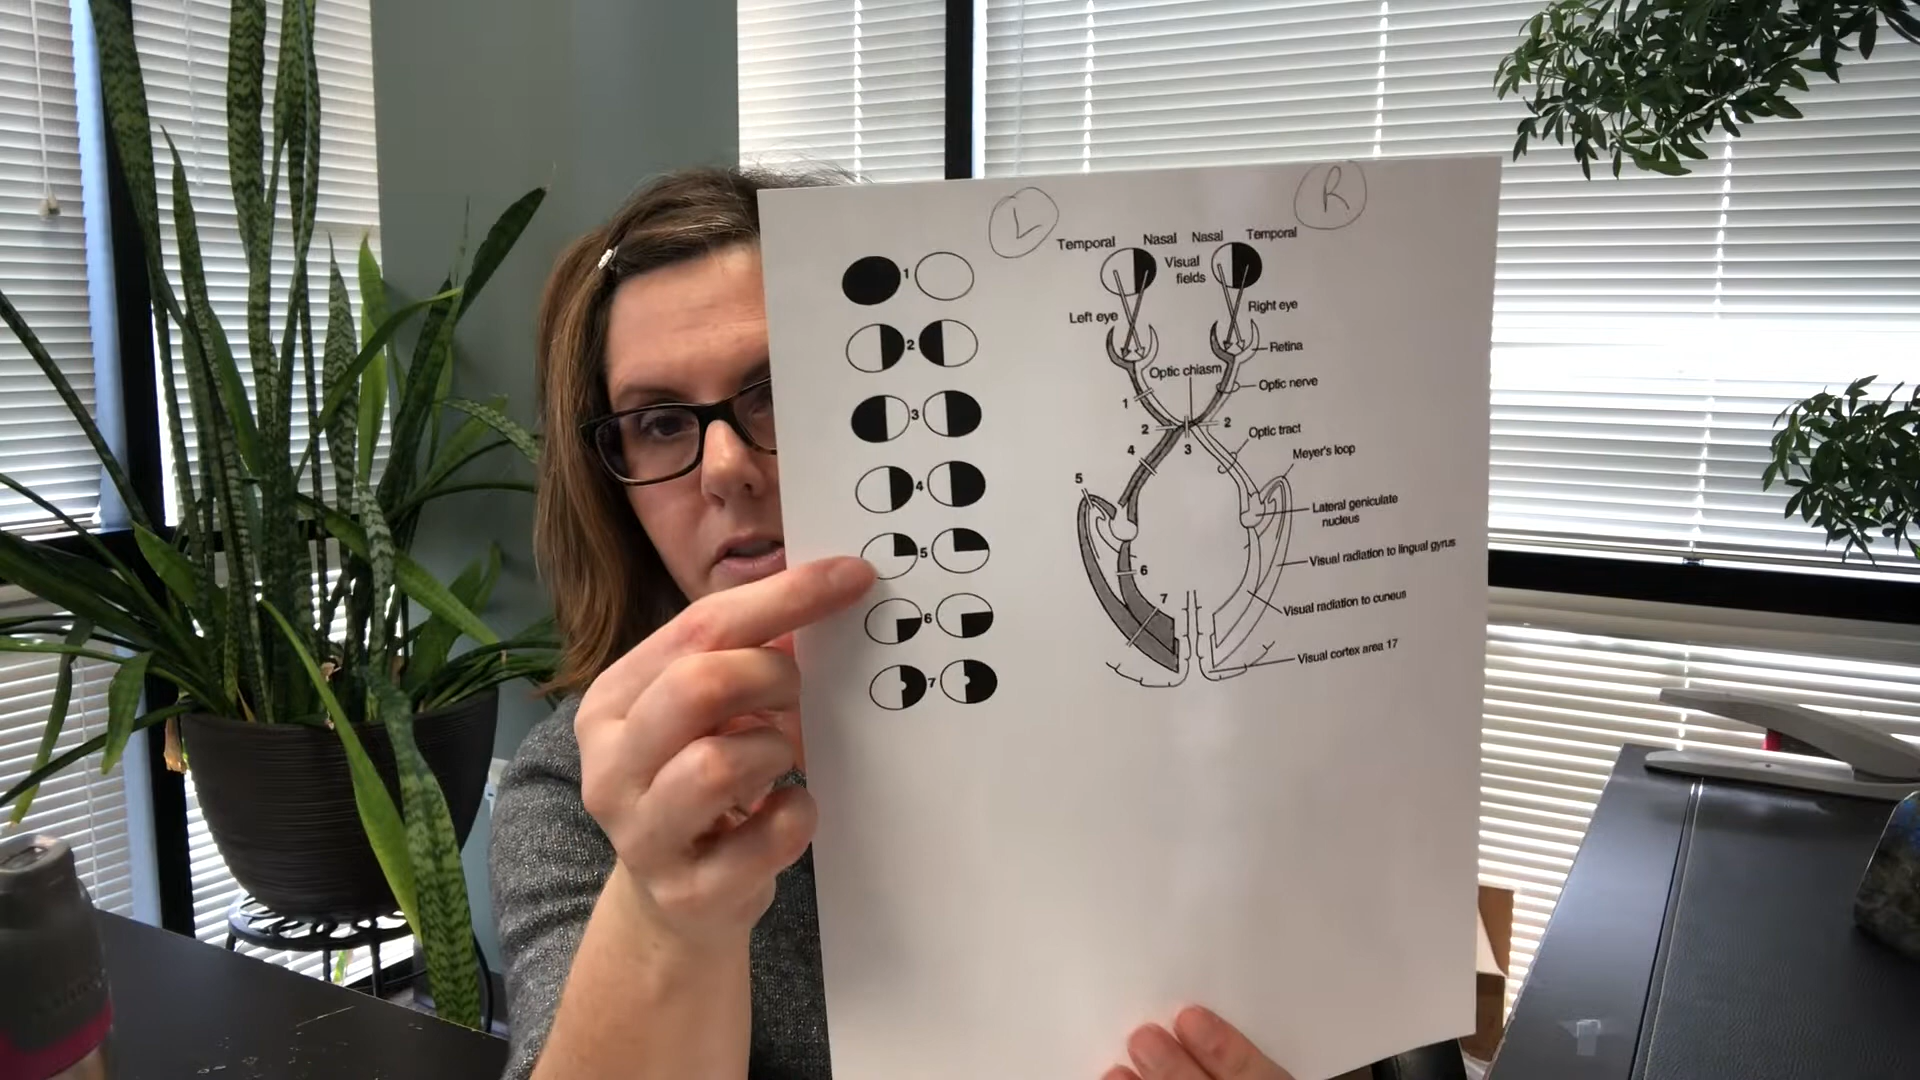 L
R
Temporal Nasal Nasal Temporal
Visual
fields
Left eye
Right eye
Retina
Optic chiasm
Optic nerve
1
2
2
3
4
Optic tract
Meyer's loop
5
Lateral geniculate
nucleus
Visual radiation to lingual gyrus
6
7
Visual radiation to cuneus
Visual cortex area 17
1
2
3
4
5
6
7